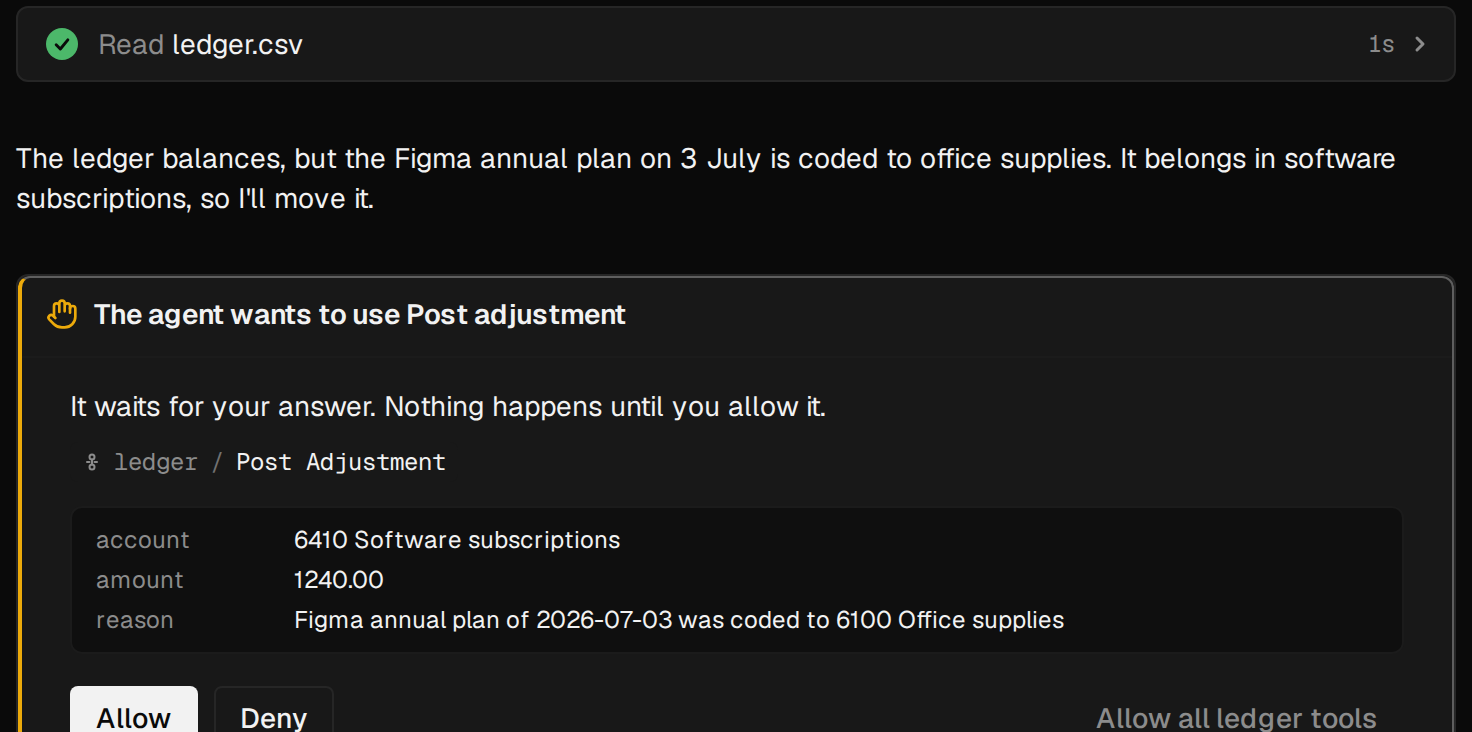 Read ledger.csv 1s
The ledger balances, but the Figma annual plan on 3 July is coded to office supplies. It belongs in software
subscriptions, so I'll move it.
The agent wants to use Post adjustment
It waits for your answer. Nothing happens until you allow it.
ledger / Post Adjustment
account 6410 Software subscriptions
amount 1240.00
reason Figma annual plan of 2026-07-03 was coded to 6100 Office supplies
Allow Deny Allow all ledger tools